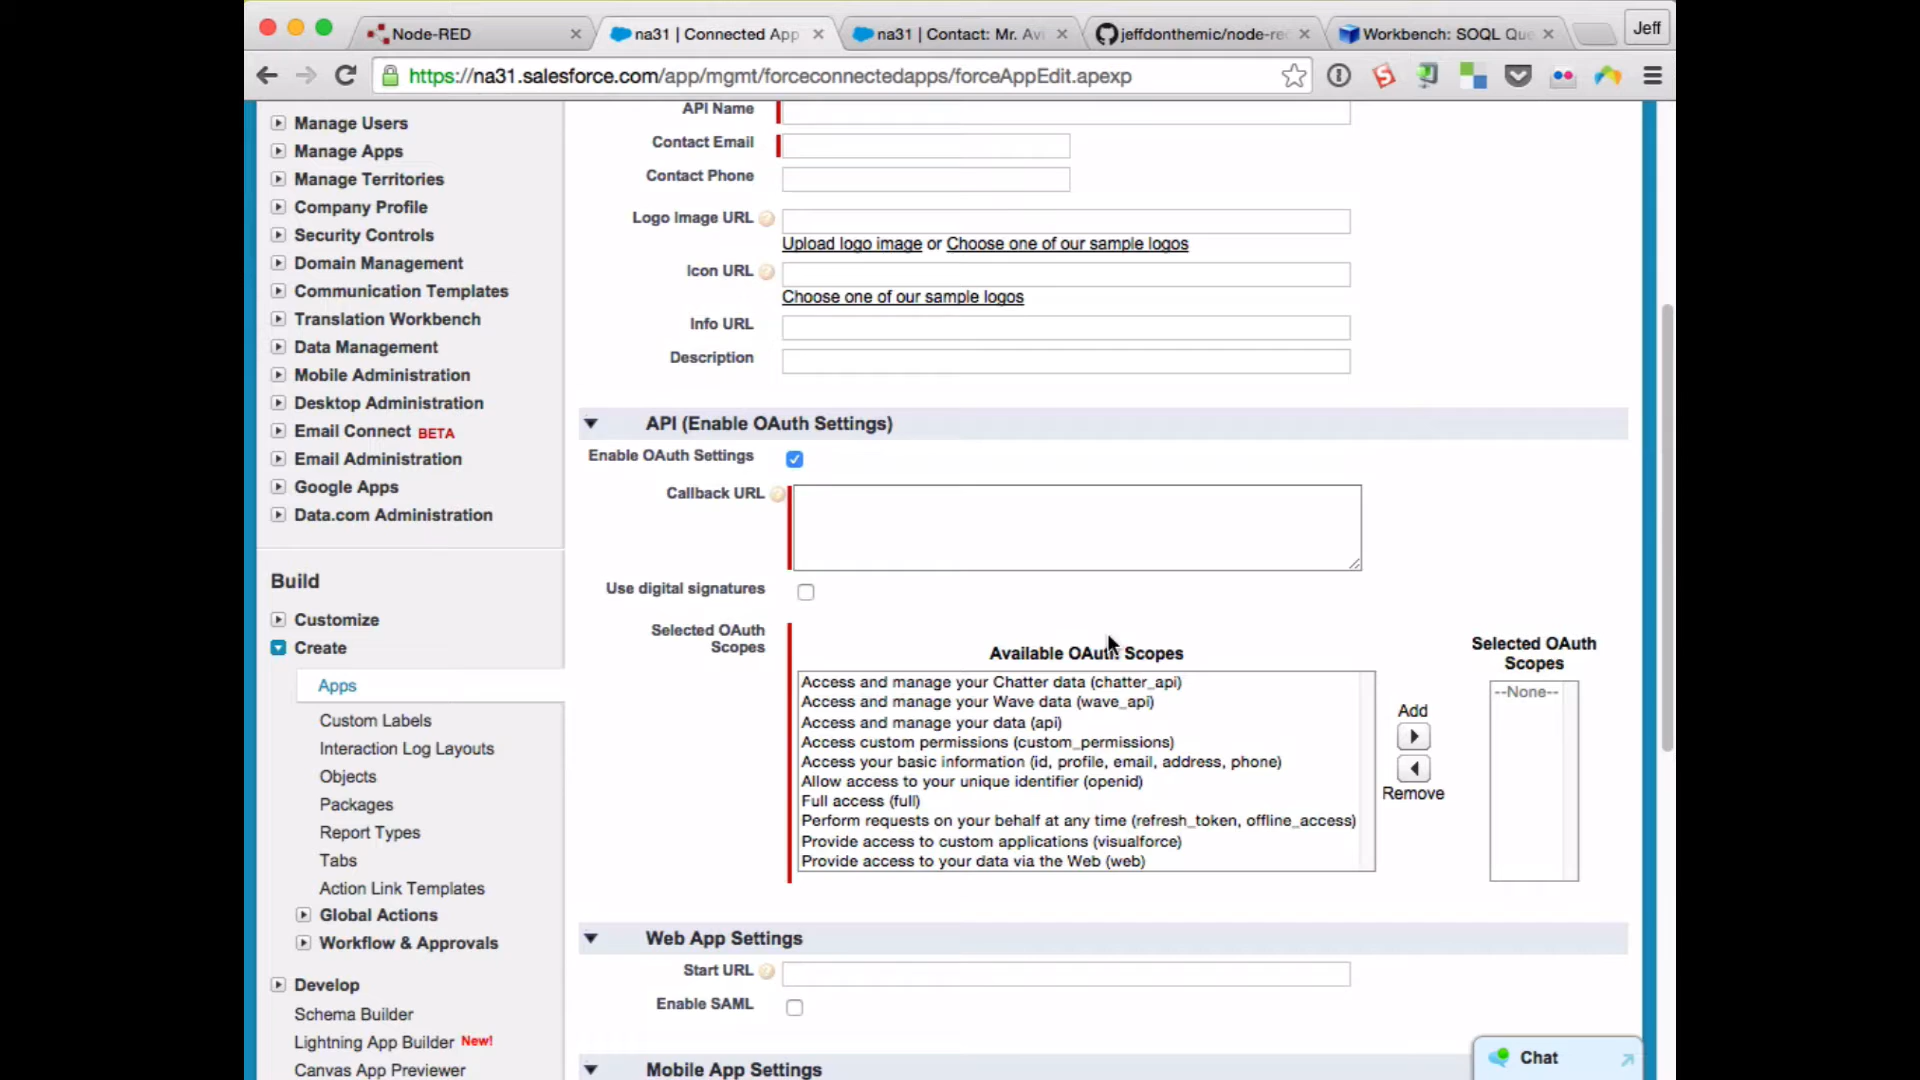 Node-RED
na31 | Connected App
na31 | Contact: Mr. Avi
jeffdonthemic/node-re
Workbench: SOQL Que
Jeff
https://na31.salesforce.com/app/mgmt/forceconnectedapps/forceAppEdit.apexp
Manage Users
Manage Apps
Manage Territories
Company Profile
Security Controls
Domain Management
Communication Templates
Translation Workbench
Data Management
Mobile Administration
Desktop Administration
Email Connect BETA
Email Administration
Google Apps
Data.com Administration
Build
Customize
Create
Apps
Custom Labels
Interaction Log Layouts
Objects
Packages
Report Types
Tabs
Action Link Templates
Global Actions
Workflow & Approvals
Develop
Schema Builder
Lightning App Builder New!
Canvas App Previewer
API Name
Contact Email
Contact Phone
Logo Image URL
Upload logo image or Choose one of our sample logos
Icon URL
Choose one of our sample logos
Info URL
Description
API (Enable OAuth Settings)
Enable OAuth Settings
Callback URL
Use digital signatures
Selected OAuth
Scopes
Available OAuth Scopes
Access and manage your Chatter data (chatter_api)
Access and manage your Wave data (wave_api)
Access and manage your data (api)
Access custom permissions (custom_permissions)
Access your basic information (id, profile, email, address, phone)
Allow access to your unique identifier (openid)
Full access (full)
Perform requests on your behalf at any time (refresh_token, offline_access)
Provide access to custom applications (visualforce)
Provide access to your data via the Web (web)
Add
Remove
Selected OAuth
Scopes
--None--
Web App Settings
Start URL
Enable SAML
Mobile App Settings
Chat